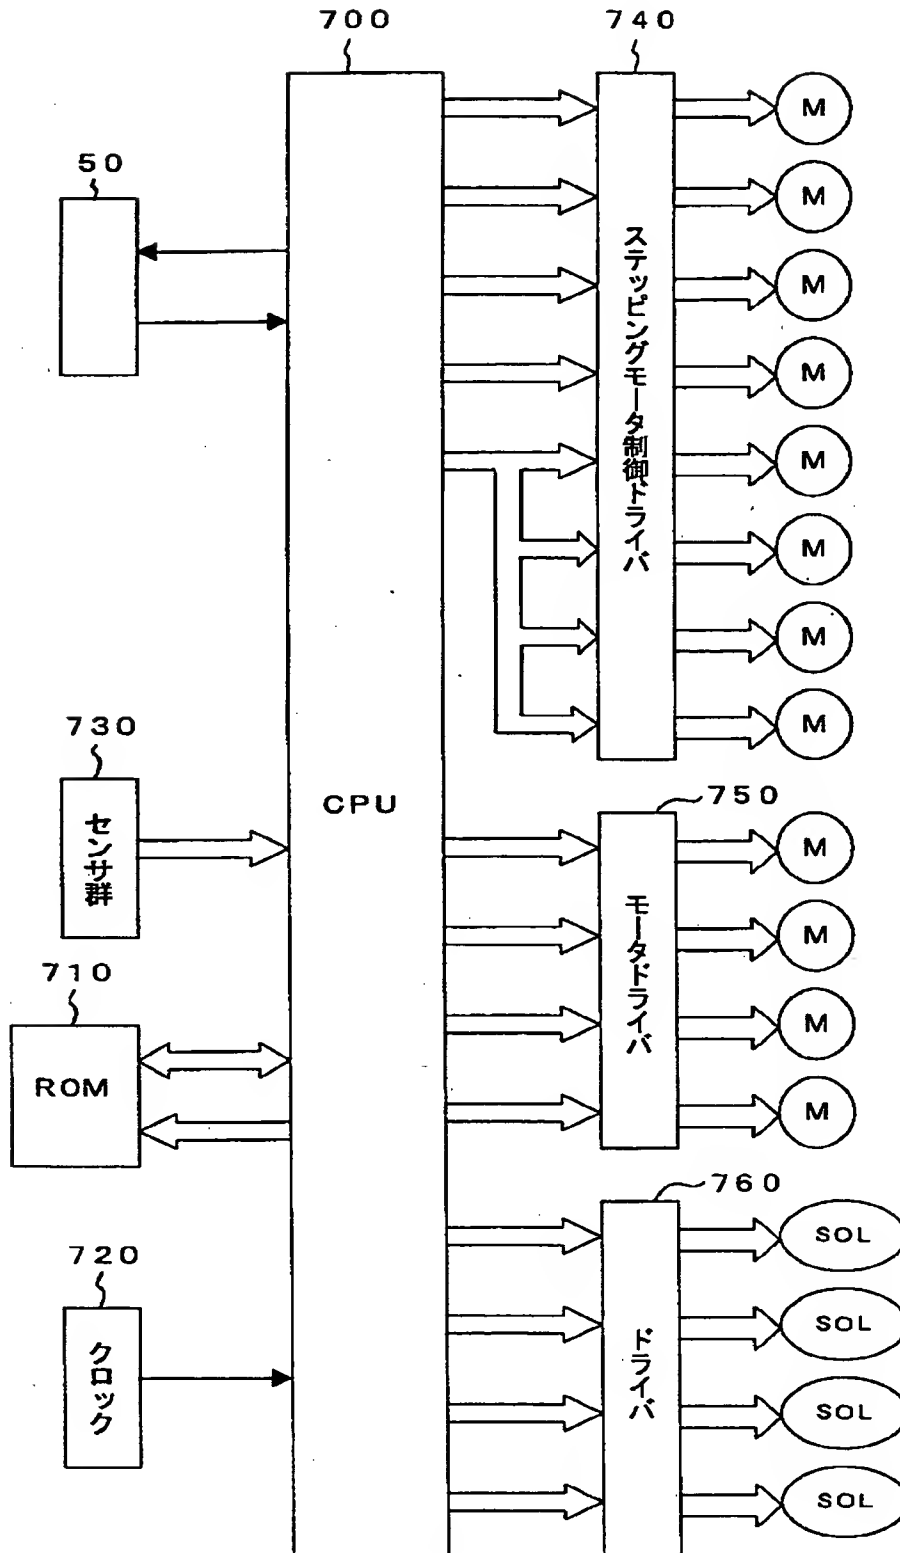 700
740
50
M
M
M
M
M
M
M
M
ステッピングモータ制御ドライバ
730
センサ群
CPU
750
モータドライバ
M
M
M
M
710
ROM
760
ドライバ
SOL
SOL
SOL
SOL
720
クロック